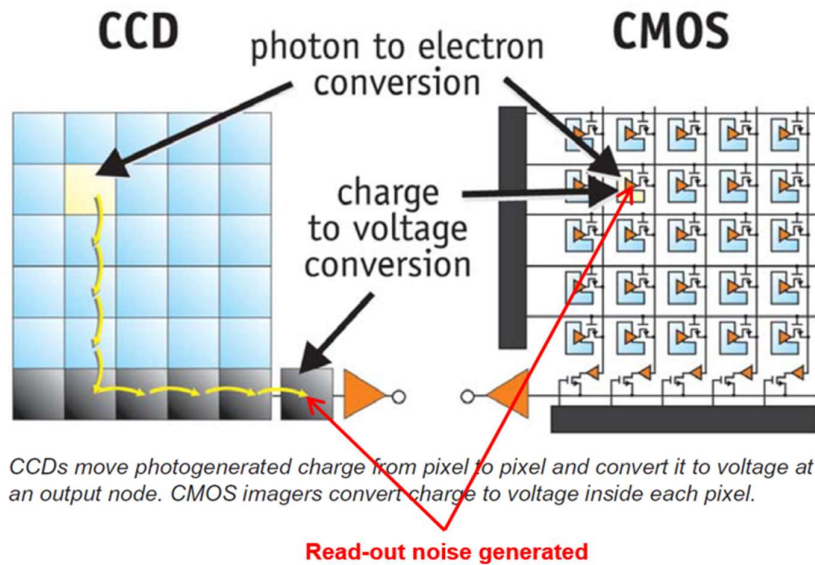 CCD
CMOS
photon to electron
conversion
charge
to voltage
conversion
CCDs move photogenerated charge from pixel to pixel and convert it to voltage at
an output node. CMOS imagers convert charge to voltage inside each pixel.
Read-out noise generated